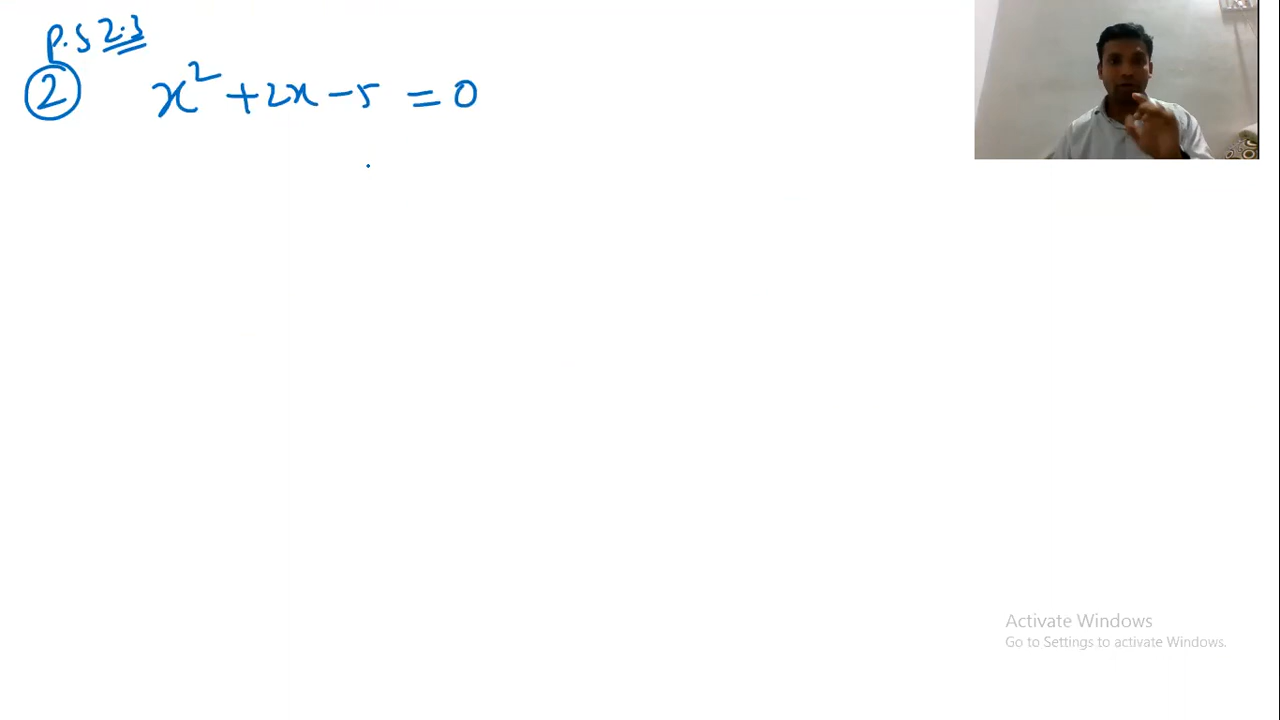 P.S 2.3
2 x² + 2x - 5 = 0
Activate Windows
Go to Settings to activate Windows.